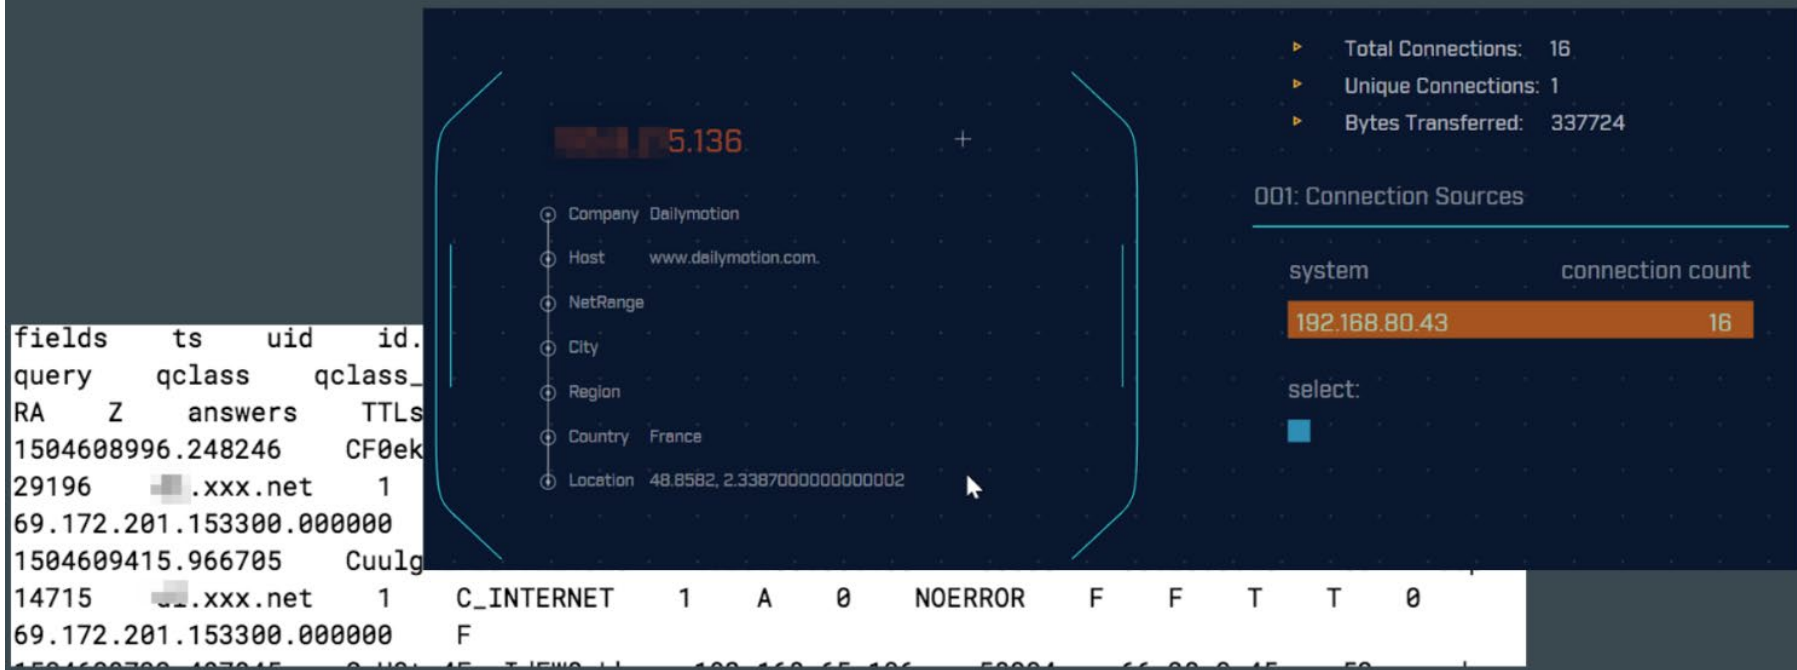 Total Connections: 16
Unique Connections: 1
Bytes Transferred: 337724
5.136
Company Dailymotion
Host www.dailymotion.com.
NetRange
City
Region
Country France
Location 48.8582, 2.3387000000000002
001: Connection Sources
system connection count
192.168.80.43 16
select:
fields ts uid id.
query qclass qclass_
RA Z answers TTLs
1504608996.248246 CF0ek
29196 .xxx.net 1
69.172.201.153300.000000
1504609415.966705 Cuulg
14715 .xxx.net 1 C_INTERNET 1 A 0 NOERROR F F T T 0
69.172.201.153300.000000 F